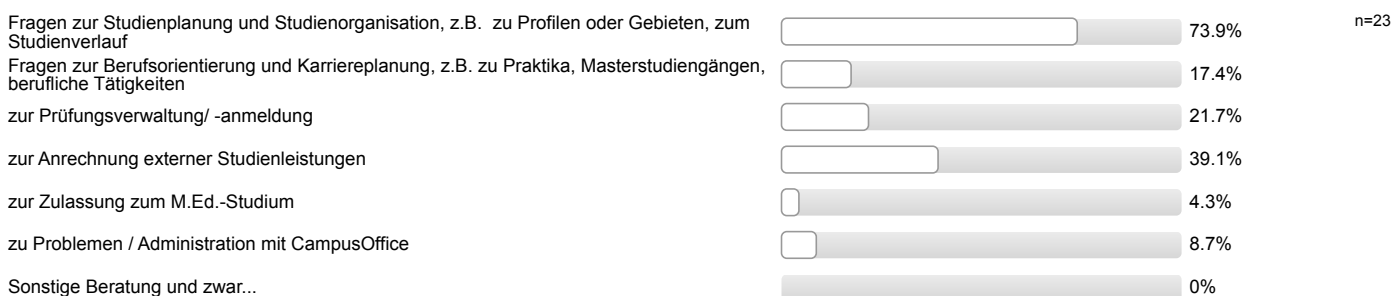 Fragen zur Studienplanung und Studienorganisation, z.B. zu Profilen oder Gebieten, zum
Studienverlauf
73.9%
n=23
Fragen zur Berufsorientierung und Karriereplanung, z.B. zu Praktika, Masterstudiengängen,
berufliche Tätigkeiten
17.4%
zur Prüfungsverwaltung/ -anmeldung
21.7%
zur Anrechnung externer Studienleistungen
39.1%
zur Zulassung zum M.Ed.-Studium
4.3%
zu Problemen / Administration mit CampusOffice
8.7%
Sonstige Beratung und zwar...
0%